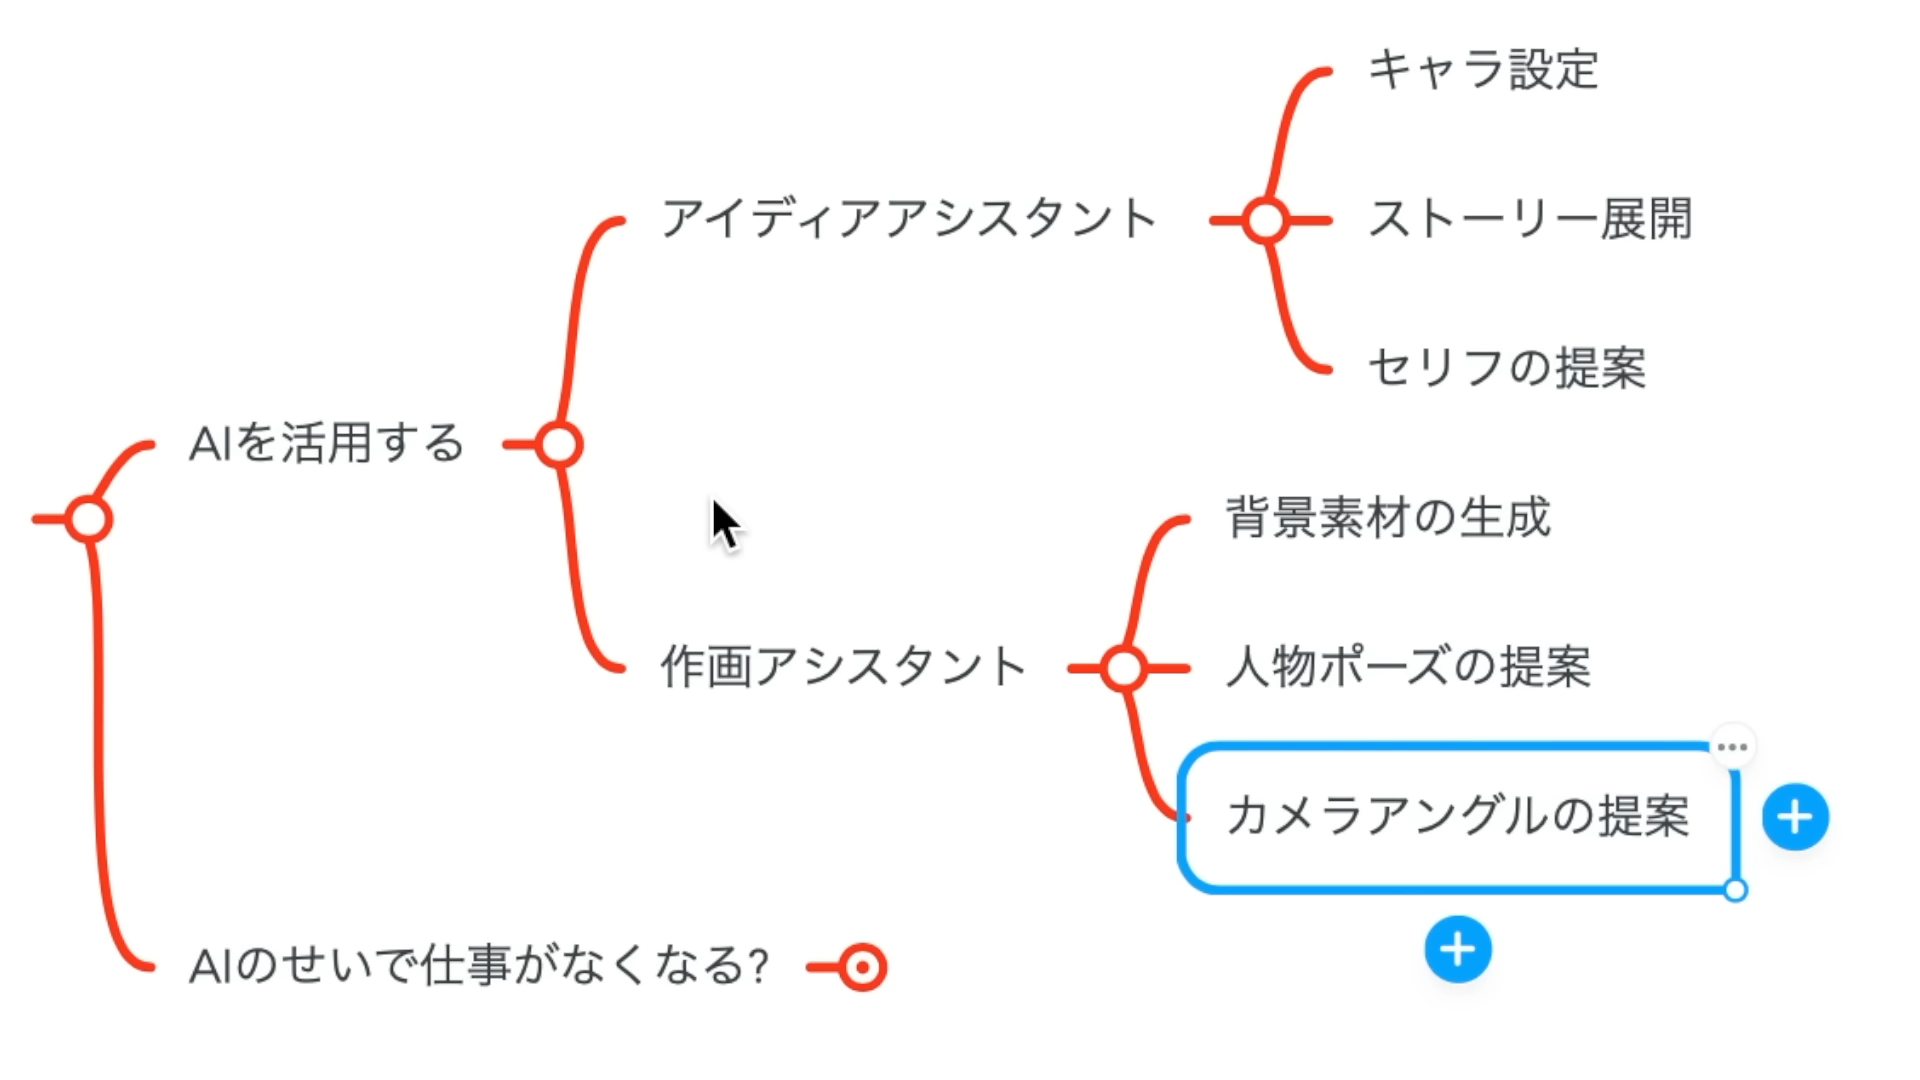 キャラ設定
アイディアアシスタント
ストーリー展開
セリフの提案
AIを活用する
背景素材の生成
作画アシスタント
人物ポーズの提案
カメラアングルの提案
AIのせいで仕事がなくなる?